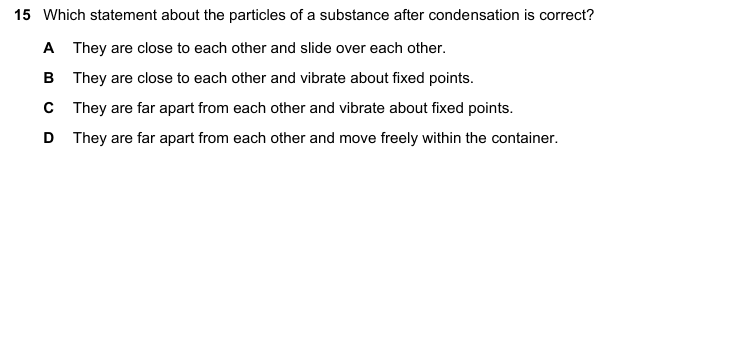 15 Which statement about the particles of a substance after condensation is correct?
A They are close to each other and slide over each other.
B They are close to each other and vibrate about fixed points.
C They are far apart from each other and vibrate about fixed points.
D They are far apart from each other and move freely within the container.